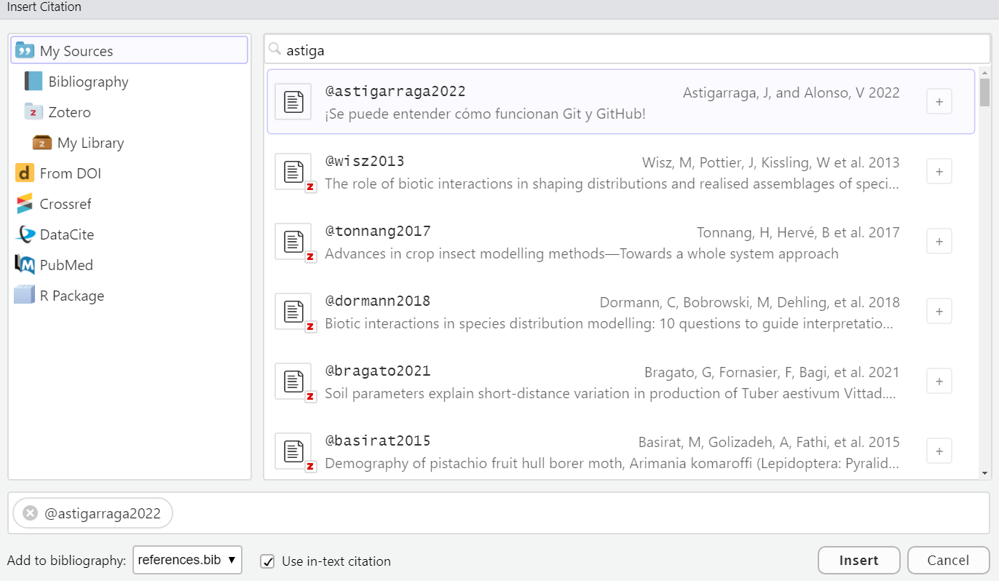 Insert Citation
My Sources
Bibliography
Zotero
My Library
From DOI
Crossref
DataCite
PubMed
R Package
astiga
@astigarraga2022
Astigarraga, J, and Alonso, V 2022
¡Se puede entender cómo funcionan Git y GitHub!
@wisz2013
Wisz, M, Pottier, J, Kissling, W et al. 2013
The role of biotic interactions in shaping distributions and realised assemblages of speci...
@tonnang2017
Tonnang, H, Hervé, B et al. 2017
Advances in crop insect modelling methods—Towards a whole system approach
@dormann2018
Dormann, C, Bobrowski, M, Dehling, et al. 2018
Biotic interactions in species distribution modelling: 10 questions to guide interpretatio...
@bragato2021
Bragato, G, Fornasier, F, Bagi, et al. 2021
Soil parameters explain short-distance variation in production of Tuber aestivum Vittad....
@basirat2015
Basirat, M, Golizadeh, A, Fathi, et al. 2015
Demography of pistachio fruit hull borer moth, Arimania komaroffi (Lepidoptera: Pyralid...
@astigarraga2022
Add to bibliography: references.bib
Use in-text citation
Insert
Cancel